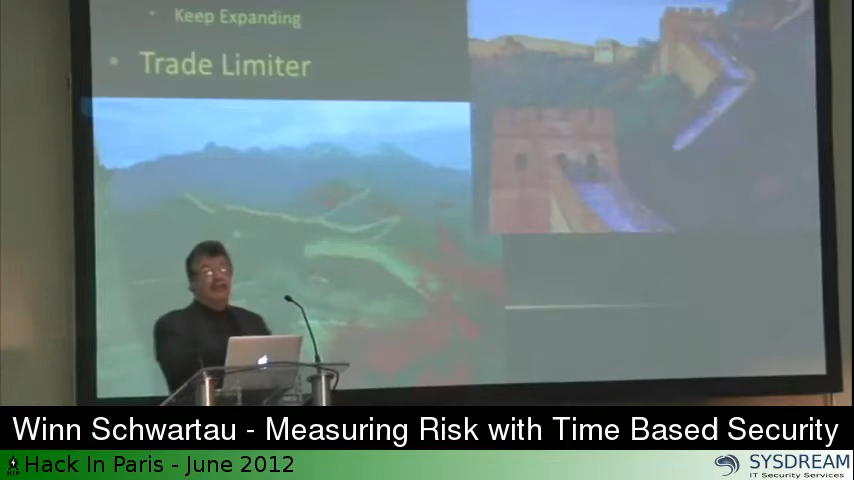 Keep Expanding
Trade Limiter
Winn Schwartau - Measuring Risk with Time Based Security
Hack In Paris - June 2012
SYSDREAM
IT Security Services
HIP